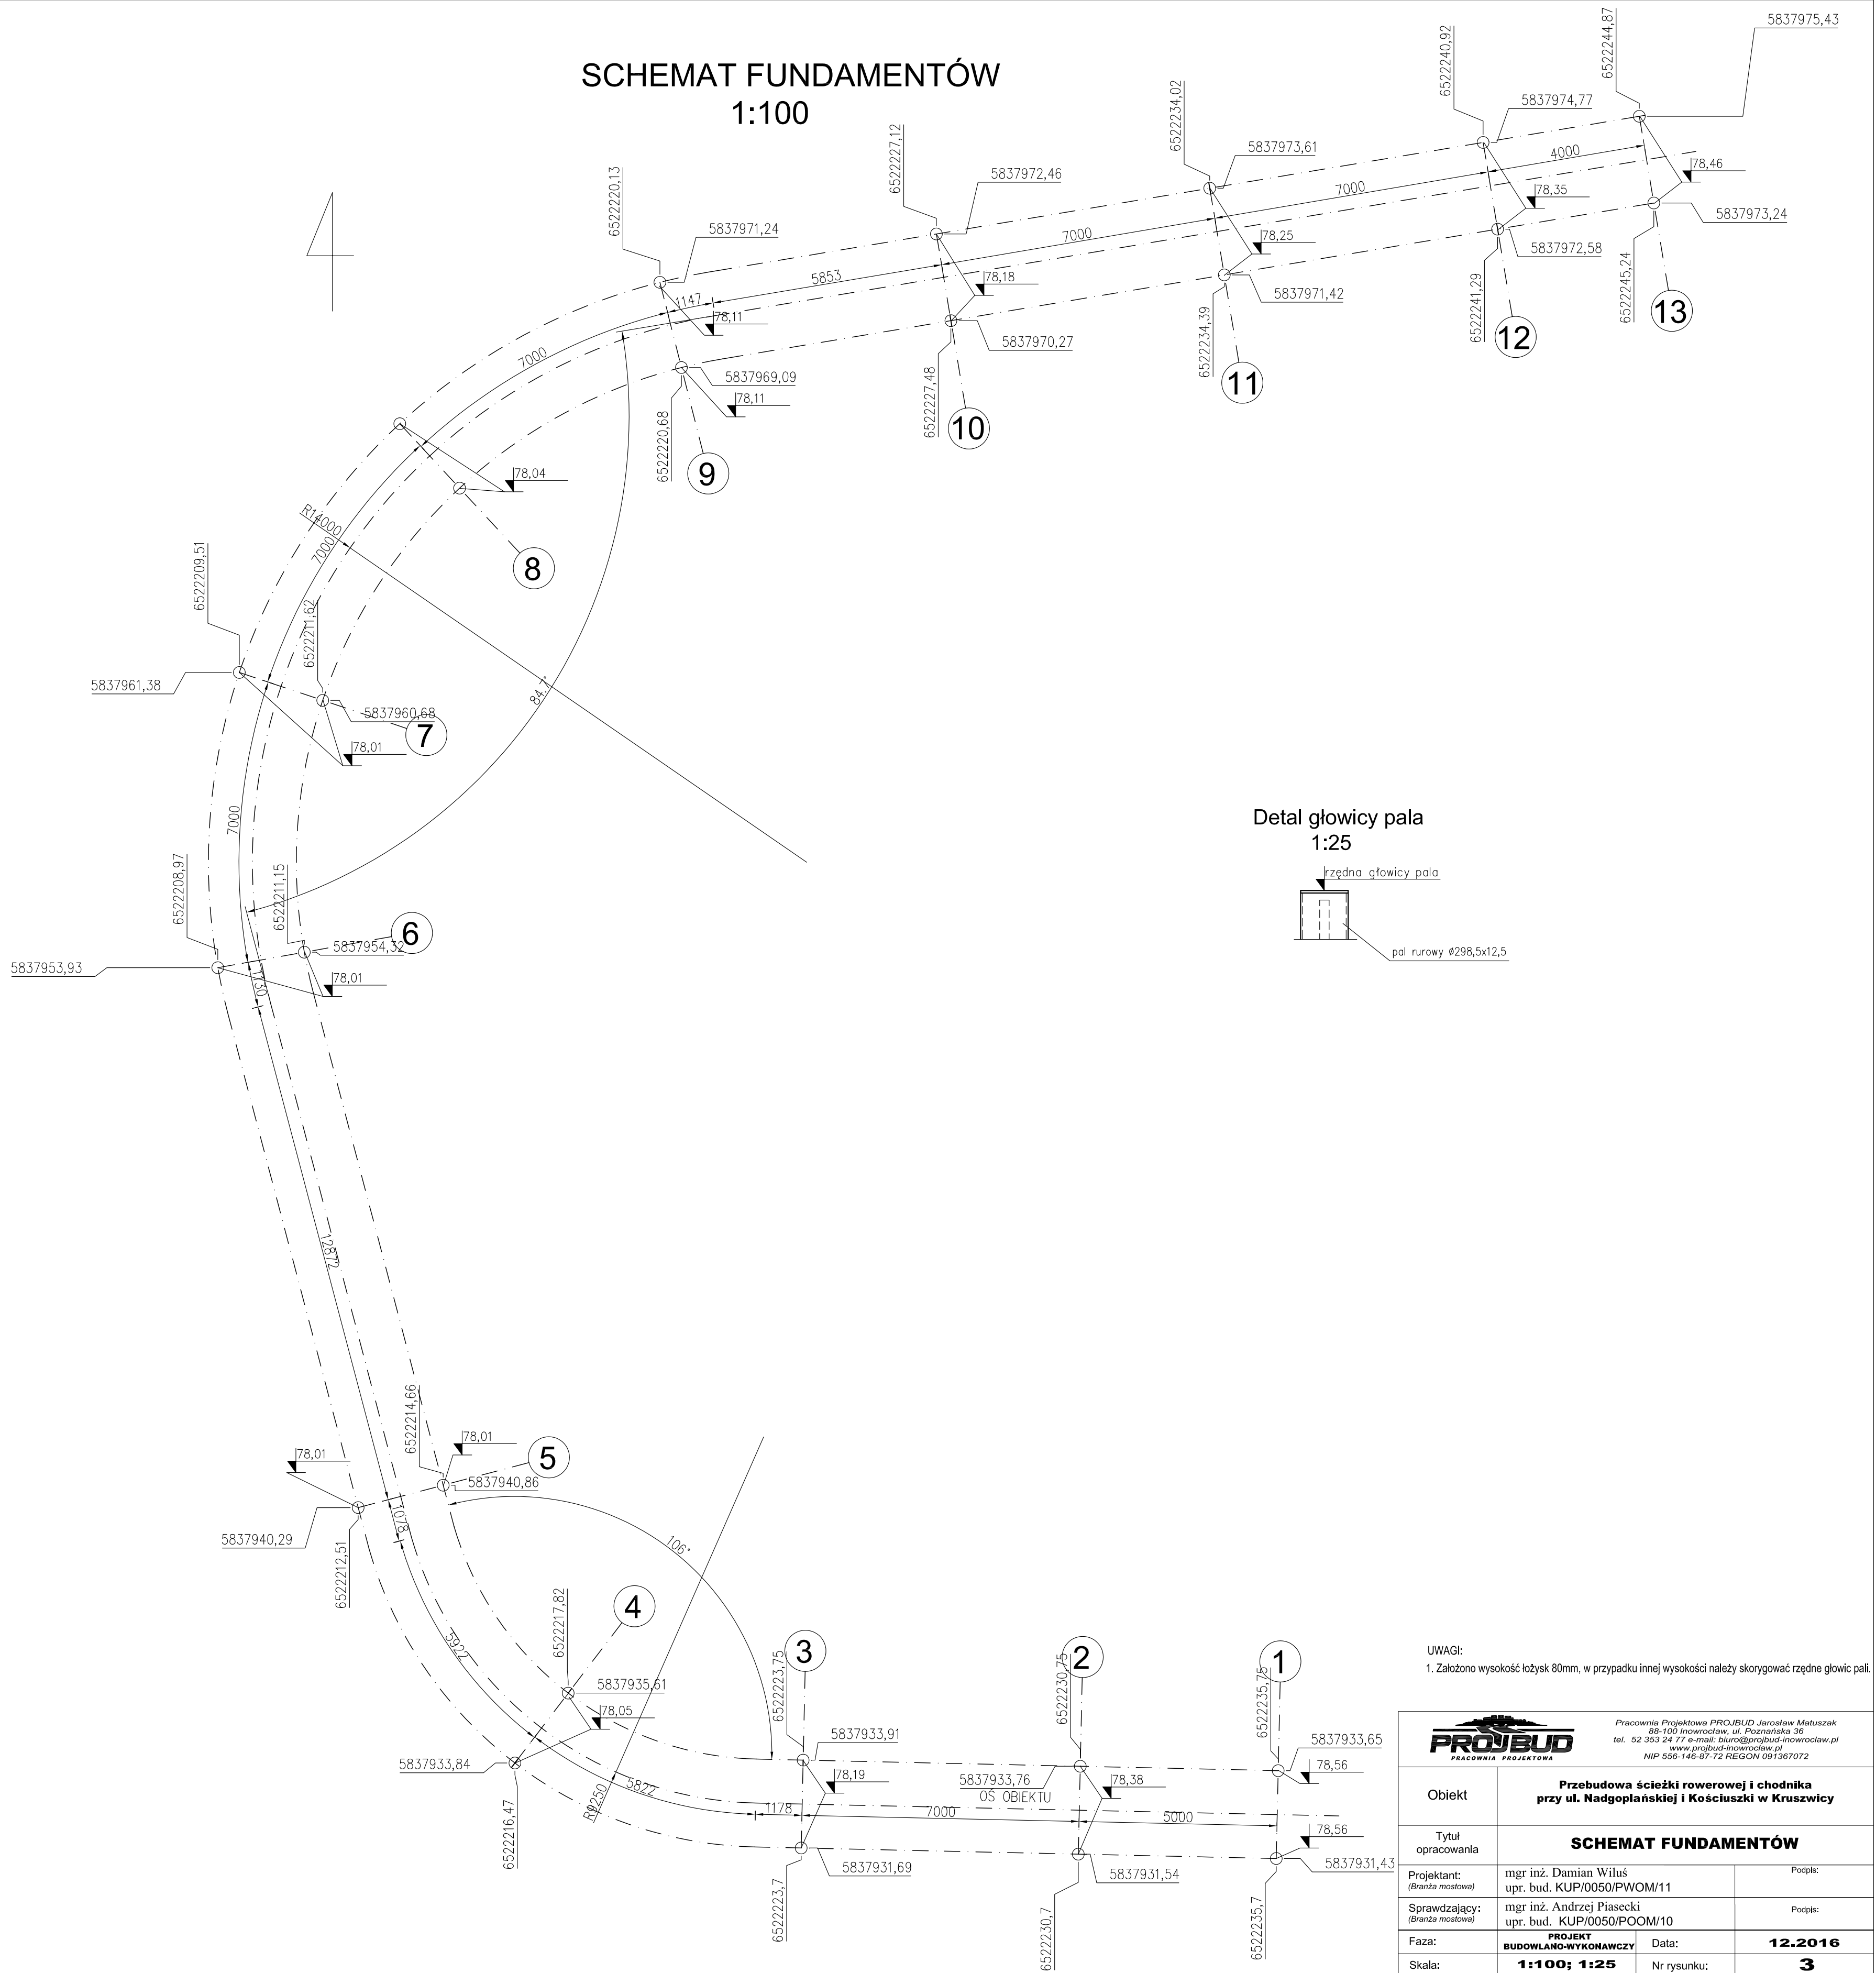 SCHEMAT FUNDAMENTÓW
1:100
6522244,87
5837975,43
6522240,92
5837974,77
6522234,02
5837973,61
6522227,12
5837972,46
6522220,13
5837971,24
4000
78,46
7000
78,35
5837973,24
7000
78,25
5837972,58
5853
78,18
5837971,42
6522245,24
1147
78,11
6522241,29
13
5837970,27
6522234,39
12
7000
5837969,09
78,11
6522227,48
11
10
6522220,68
9
78,04
R14000
7000
8
6522209,51
6522211,62
84,7°
5837961,38
5837960,68
7
78,01
7000
Detal głowicy pala
1:25
rzędna głowicy pala
pal rurowy Ø298,5x12,5
6522208,97
6522211,15
6
5837954,32
5837953,93
78,01
1130
12872
6522214,66
78,01
78,01
5
5837940,86
1078
5837940,29
106°
6522212,51
6522217,82
4
5922
6522223,75
3
6522230,75
2
6522235,75
1
5837935,61
78,05
5837933,91
5837933,65
5837933,84
78,19
5837933,76
OŚ OBIEKTU
78,38
78,56
5822
R9250
1178
7000
5000
6522216,47
78,56
5837931,69
5837931,54
5837931,43
6522223,7
6522230,7
6522235,7
UWAGI:
1. Założono wysokość łożysk 80mm, w przypadku innej wysokości należy skorygować rzędne głowic pali.
PROJBUD
PRACOWNIA PROJEKTOWA
Pracownia Projektowa PROJBUD Jarosław Matuszak
88-100 Inowrocław, ul. Poznańska 36
tel. 52 353 24 77 e-mail: biuro@projbud-inowroclaw.pl
www.projbud-inowroclaw.pl
NIP 556-146-87-72 REGON 091367072
Obiekt
Przebudowa ścieżki rowerowej i chodnika
przy ul. Nadgoplańskiej i Kościuszki w Kruszwicy
Tytuł
opracowania
SCHEMAT FUNDAMENTÓW
Projektant:
(Branża mostowa)
mgr inż. Damian Wiluś
upr. bud. KUP/0050/PWOM/11
Podpis:
Sprawdzający:
(Branża mostowa)
mgr inż. Andrzej Piasecki
upr. bud. KUP/0050/POOM/10
Podpis:
Faza:
PROJEKT
BUDOWLANO-WYKONAWCZY
Data:
12.2016
Skala:
1:100; 1:25
Nr rysunku:
3